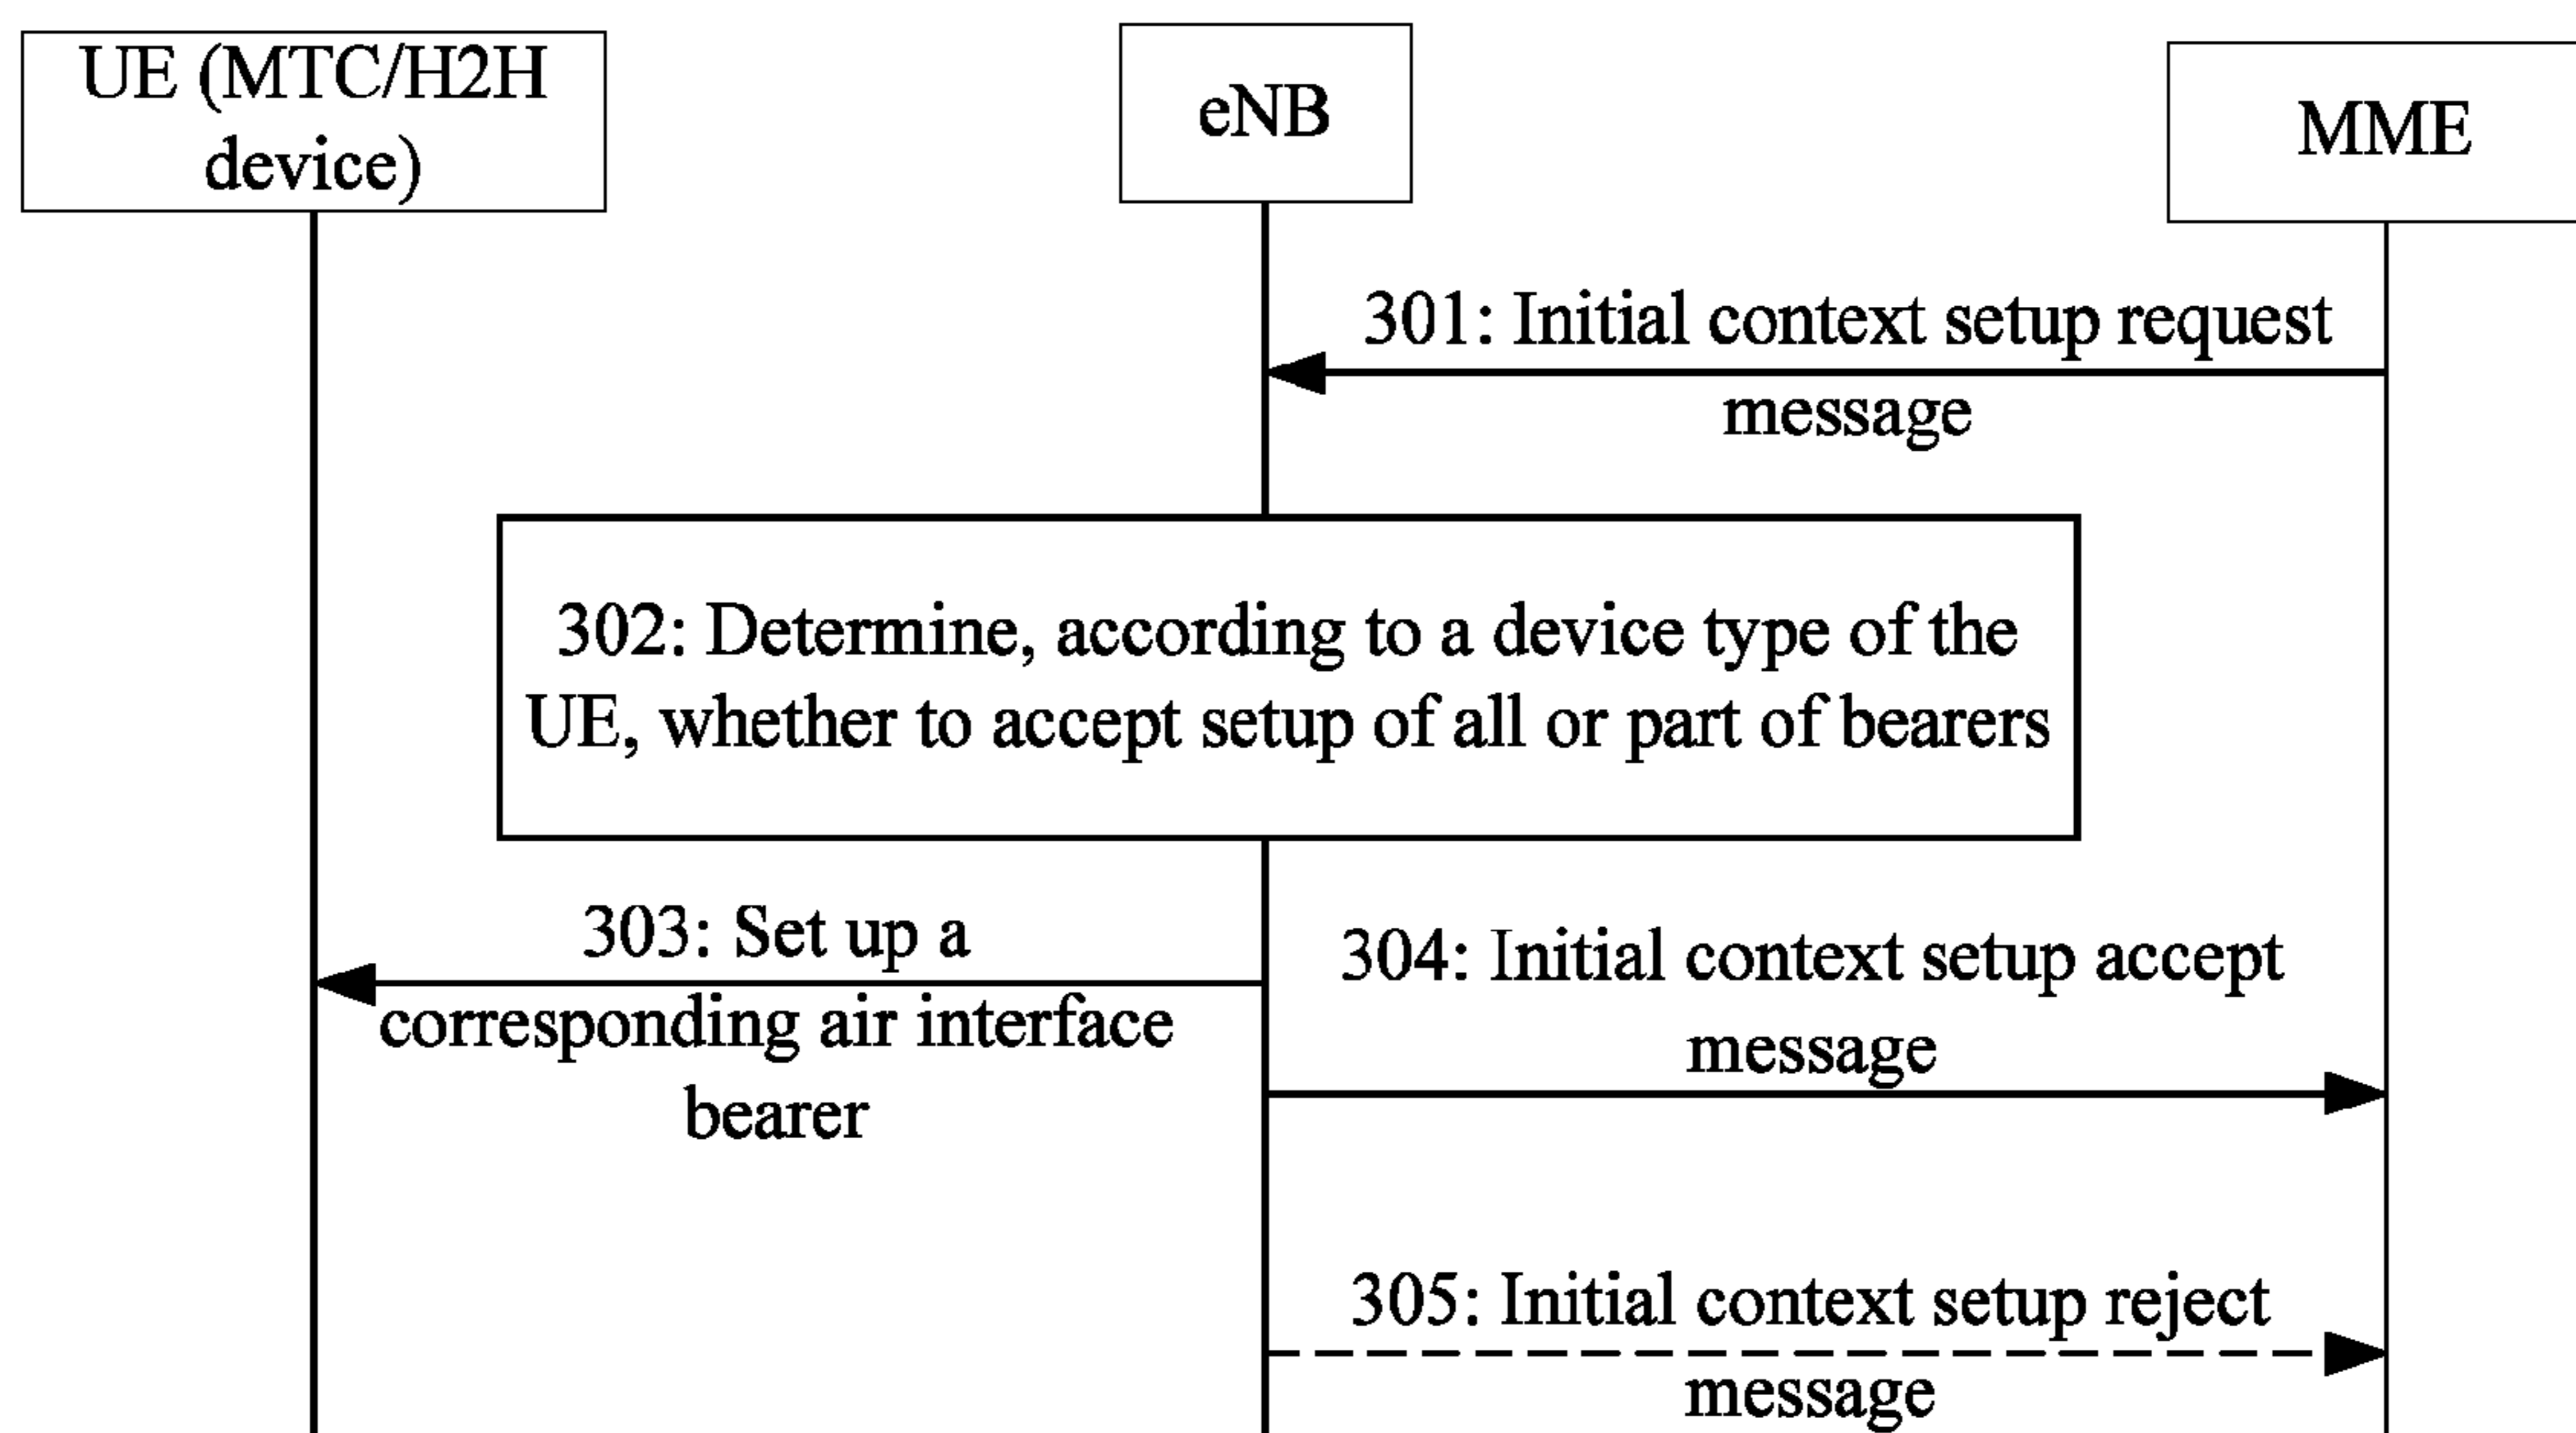 UE (MTC/H2H
device)
eNB
MME
301: Initial context setup request
message
302: Determine, according to a device type of the
UE, whether to accept setup of all or part of bearers
303: Set up a
corresponding air interface
bearer
304: Initial context setup accept
message
305: Initial context setup reject
message